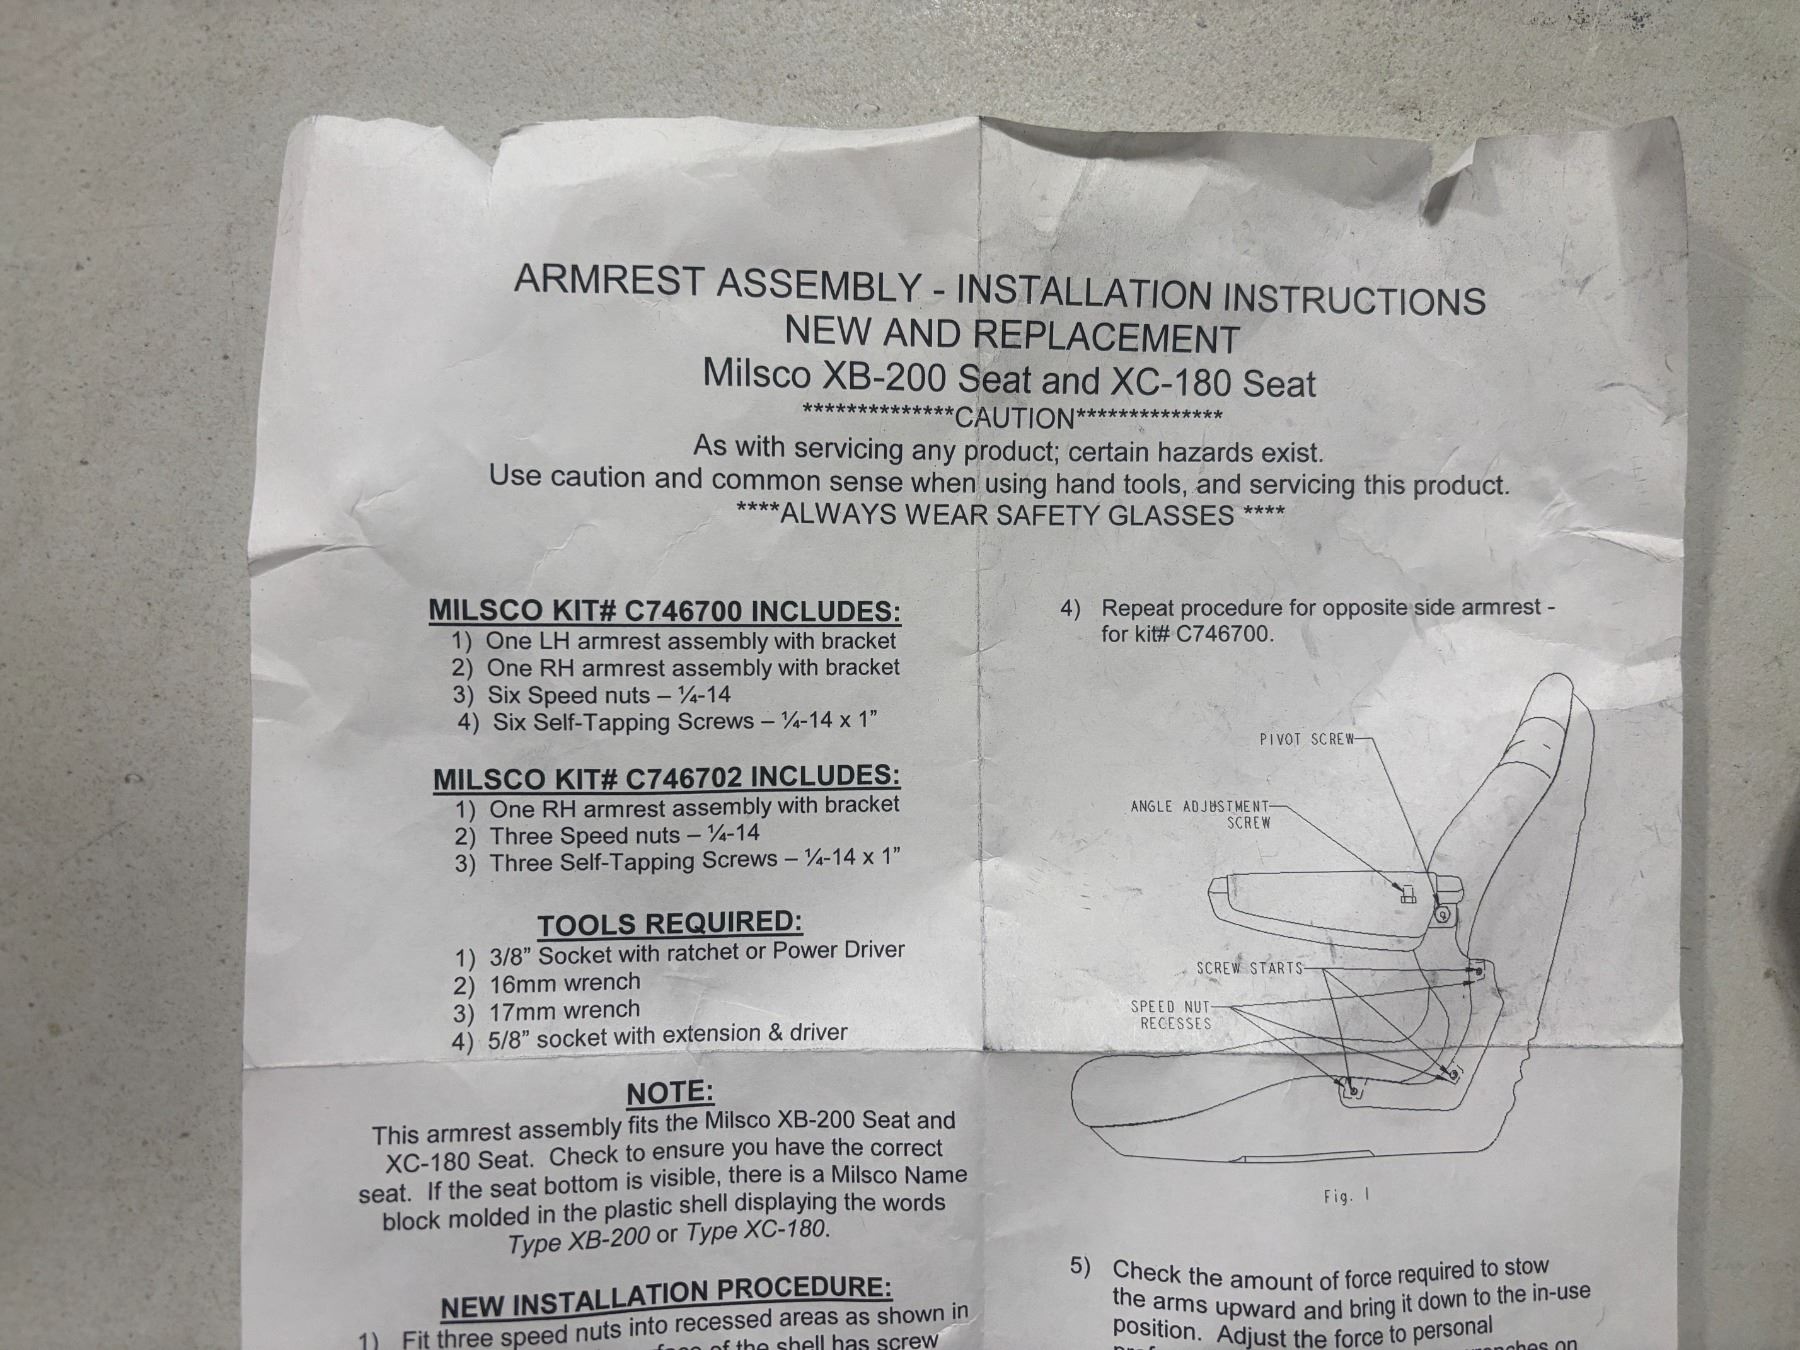 ARMREST ASSEMBLY - INSTALLATION INSTRUCTIONS
NEW AND REPLACEMENT
Milsco XB-200 Seat and XC-180 Seat
**************CAUTION**************
As with servicing any product; certain hazards exist.
Use caution and common sense when using hand tools, and servicing this product.
****ALWAYS WEAR SAFETY GLASSES ****
MILSCO KIT# C746700 INCLUDES:
1) One LH armrest assembly with bracket
2) One RH armrest assembly with bracket
3) Six Speed nuts – ¼-14
4) Six Self-Tapping Screws – ¼-14 x 1”
MILSCO KIT# C746702 INCLUDES:
1) One RH armrest assembly with bracket
2) Three Speed nuts – ¼-14
3) Three Self-Tapping Screws – ¼-14 x 1”
TOOLS REQUIRED:
1) 3/8” Socket with ratchet or Power Driver
2) 16mm wrench
3) 17mm wrench
4) 5/8” socket with extension & driver
NOTE:
This armrest assembly fits the Milsco XB-200 Seat and
XC-180 Seat. Check to ensure you have the correct
seat. If the seat bottom is visible, there is a Milsco Name
block molded in the plastic shell displaying the words
Type XB-200 or Type XC-180.
NEW INSTALLATION PROCEDURE:
1) Fit three speed nuts into recessed areas as shown in
of the shell has screw
4) Repeat procedure for opposite side armrest -
for kit# C746700.
PIVOT SCREW
ANGLE ADJUSTMENT
SCREW
SCREW STARTS
SPEED NUT
RECESSES
Fig. 1
5) Check the amount of force required to stow
the arms upward and bring it down to the in-use
position. Adjust the force to personal
on